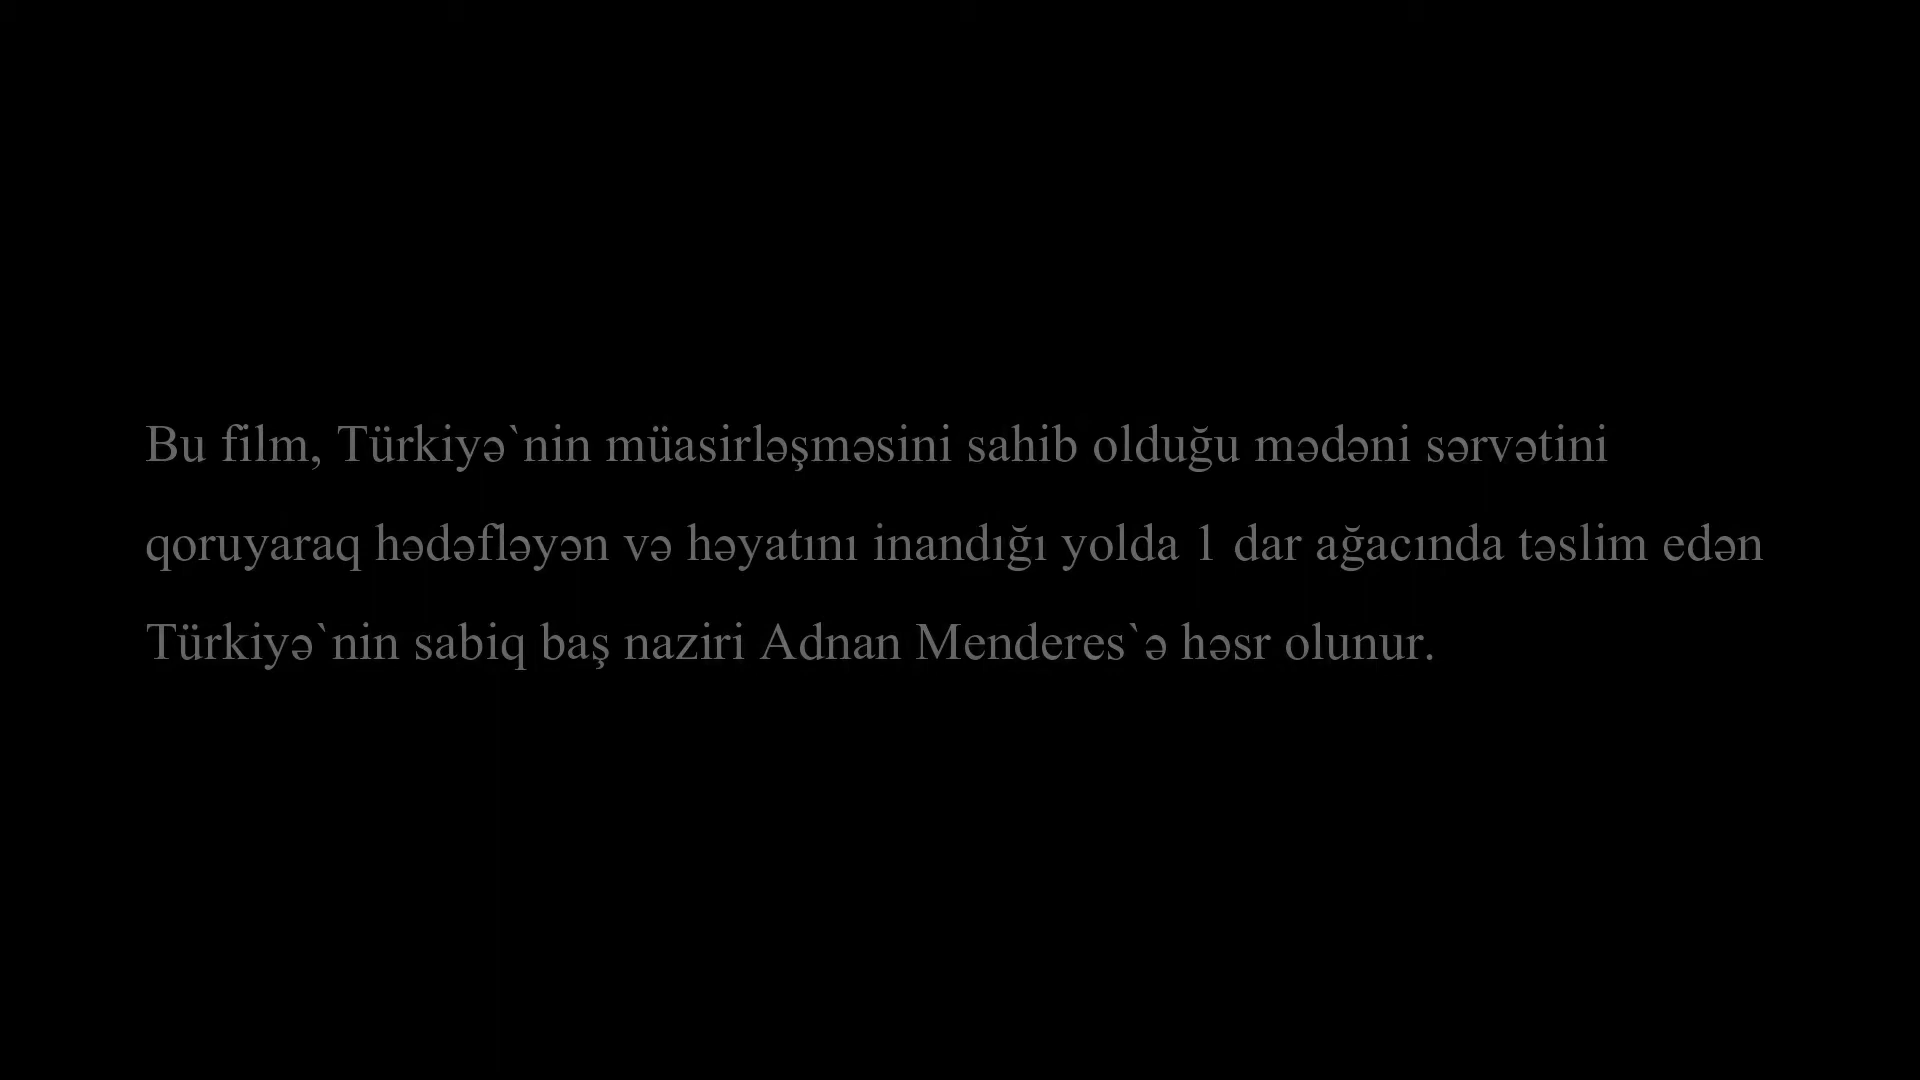 Bu film, Türkiyə`nin müasirləşməsini sahib olduğu mədəni sərvətini
qoruyaraq hədəfləyən və həyatını inandığı yolda 1 dar ağacında təslim edən
Türkiyə`nin sabiq baş naziri Adnan Menderes`ə həsr olunur.